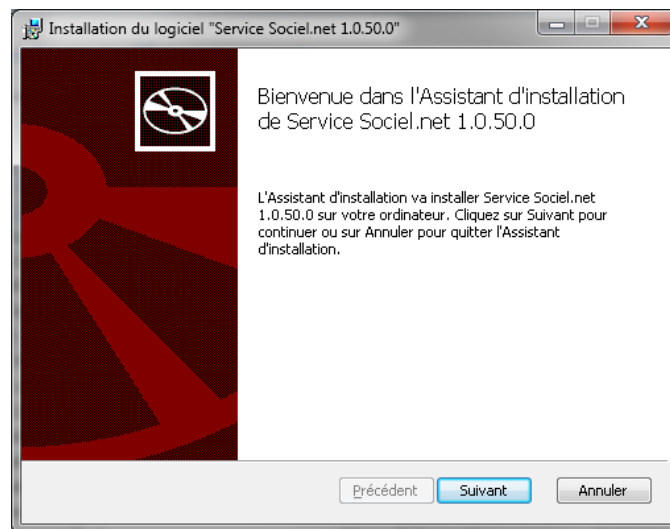 Installation du logiciel "Service Sociel.net 1.0.50.0"
Bienvenue dans l'Assistant d'installation
de Service Sociel.net 1.0.50.0
L'Assistant d'installation va installer Service Sociel.net
1.0.50.0 sur votre ordinateur. Cliquez sur Suivant pour
continuer ou sur Annuler pour quitter l'Assistant
d'installation.
Précédent Suivant Annuler